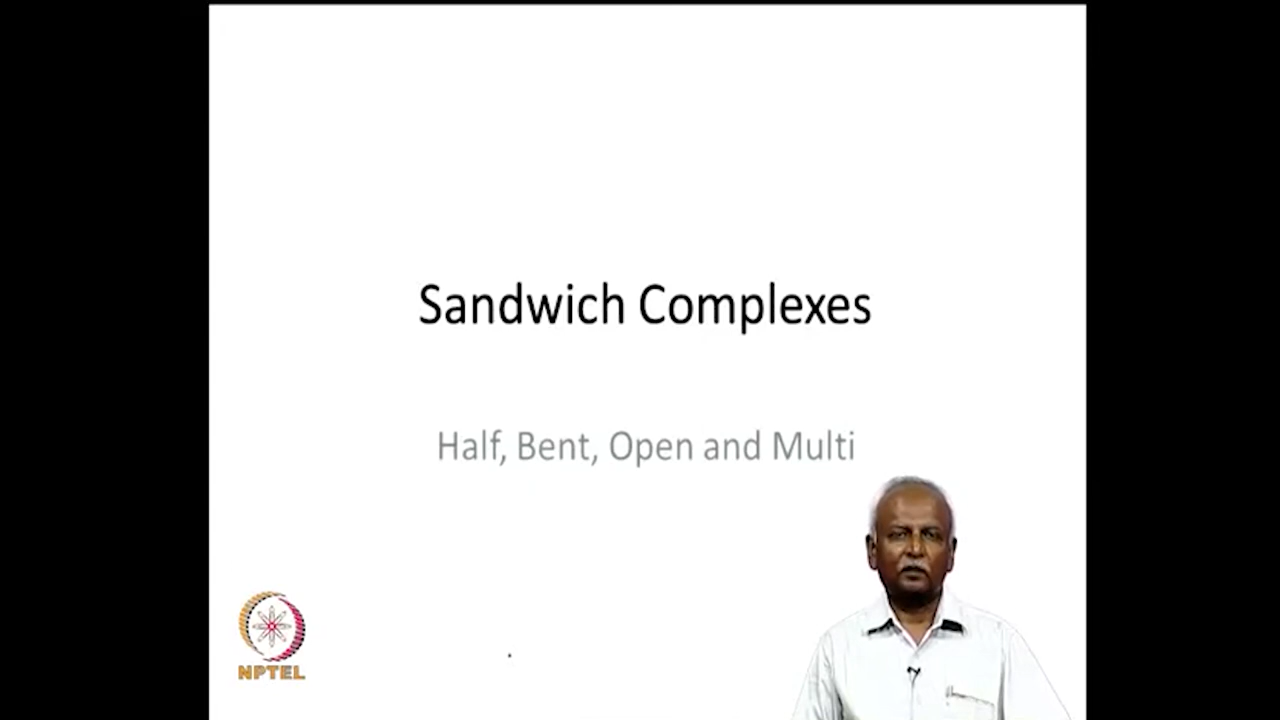 Sandwich Complexes
Half, Bent, Open and Multi
NPTEL